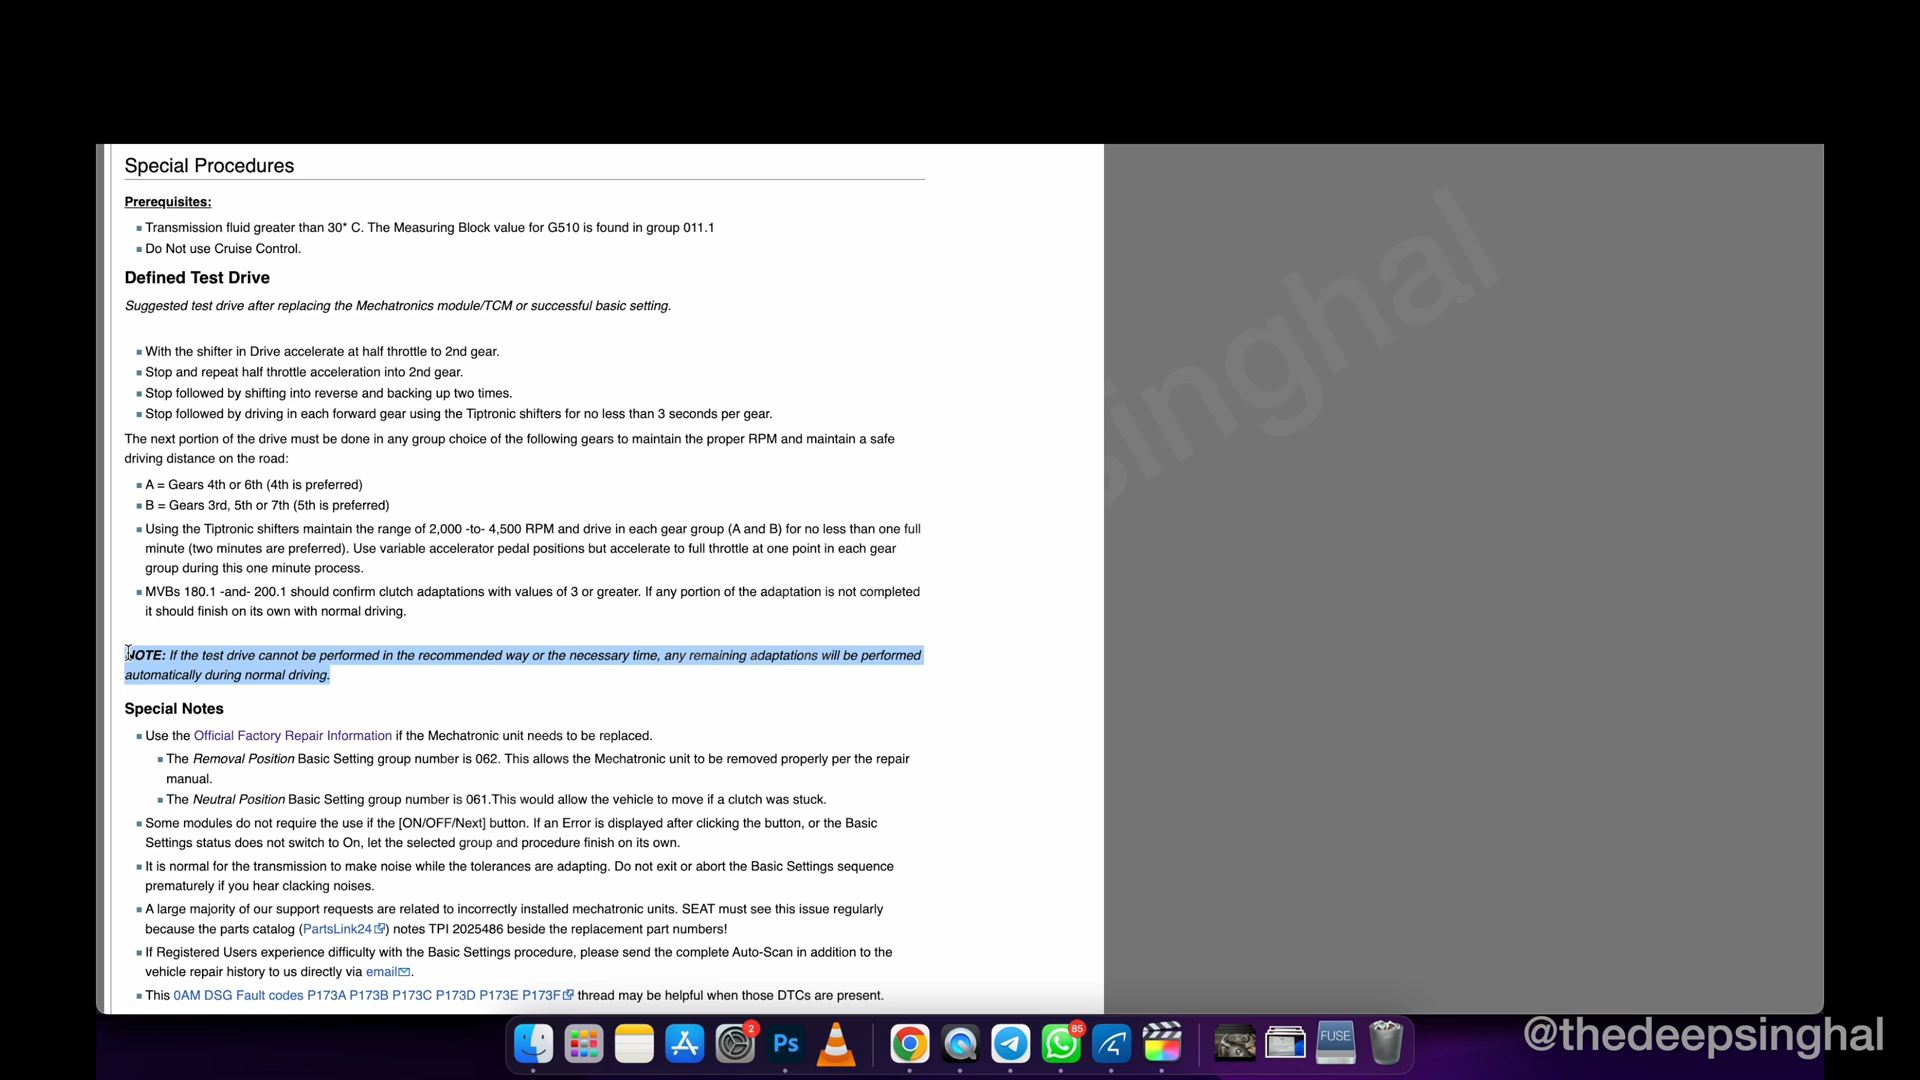 Special Procedures
Prerequisites:
Transmission fluid greater than 30* C. The Measuring Block value for G510 is found in group 011.1
Do Not use Cruise Control.
Defined Test Drive
Suggested test drive after replacing the Mechatronics module/TCM or successful basic setting.
With the shifter in Drive accelerate at half throttle to 2nd gear.
Stop and repeat half throttle acceleration into 2nd gear.
Stop followed by shifting into reverse and backing up two times.
Stop followed by driving in each forward gear using the Tiptronic shifters for no less than 3 seconds per gear.
The next portion of the drive must be done in any group choice of the following gears to maintain the proper RPM and maintain a safe
driving distance on the road:
A = Gears 4th or 6th (4th is preferred)
B = Gears 3rd, 5th or 7th (5th is preferred)
Using the Tiptronic shifters maintain the range of 2,000 -to- 4,500 RPM and drive in each gear group (A and B) for no less than one full
minute (two minutes are preferred). Use variable accelerator pedal positions but accelerate to full throttle at one point in each gear
group during this one minute process.
MVBs 180.1 -and- 200.1 should confirm clutch adaptations with values of 3 or greater. If any portion of the adaptation is not completed
it should finish on its own with normal driving.
NOTE: If the test drive cannot be performed in the recommended way or the necessary time, any remaining adaptations will be performed
automatically during normal driving.
Special Notes
Use the Official Factory Repair Information if the Mechatronic unit needs to be replaced.
The Removal Position Basic Setting group number is 062. This allows the Mechatronic unit to be removed properly per the repair
manual.
The Neutral Position Basic Setting group number is 061.This would allow the vehicle to move if a clutch was stuck.
Some modules do not require the use if the [ON/OFF/Next] button. If an Error is displayed after clicking the button, or the Basic
Settings status does not switch to On, let the selected group and procedure finish on its own.
It is normal for the transmission to make noise while the tolerances are adapting. Do not exit or abort the Basic Settings sequence
prematurely if you hear clacking noises.
A large majority of our support requests are related to incorrectly installed mechatronic units. SEAT must see this issue regularly
because the parts catalog (PartsLink24) notes TPI 2025486 beside the replacement part numbers!
If Registered Users experience difficulty with the Basic Settings procedure, please send the complete Auto-Scan in addition to the
vehicle repair history to us directly via email.
This 0AM DSG Fault codes P173A P173B P173C P173D P173E P173F thread may be helpful when those DTCs are present.
singhal
2
Ps
85
FUSE
@thedeepsinghal